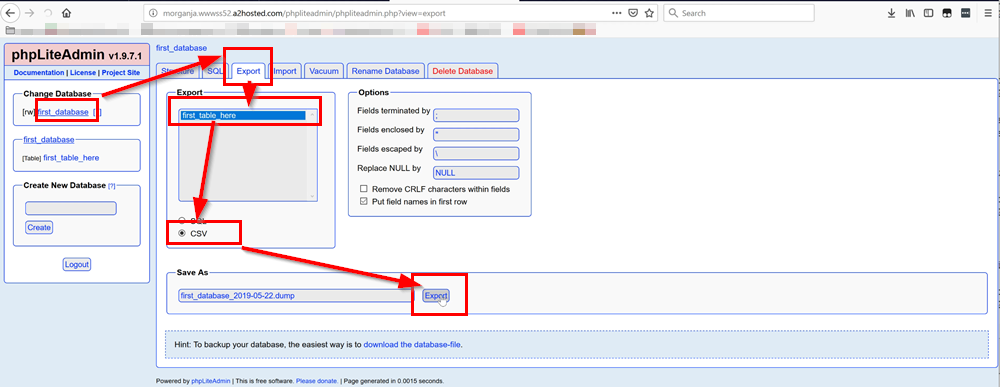 morganja.wwwss52.a2hosted.com/phpliteadmin/phpliteadmin.php?view=export
Search
phpLiteAdmin v1.9.7.1
Documentation | License | Project Site
Change Database
[rw] first_database
first_database
[Table] first_table_here
Create New Database [?]
Create
Logout
first_database
Structure
SQL
Export
Import
Vacuum
Rename Database
Delete Database
Export
first_table_here
SQL
CSV
Options
Fields terminated by ;
Fields enclosed by "
Fields escaped by \
Replace NULL by NULL
Remove CRLF characters within fields
Put field names in first row
Save As
first_database_2019-05-22.dump
Export
Hint: To backup your database, the easiest way is to download the database-file.
Powered by phpLiteAdmin | This is free software. Please donate. | Page generated in 0.0015 seconds.